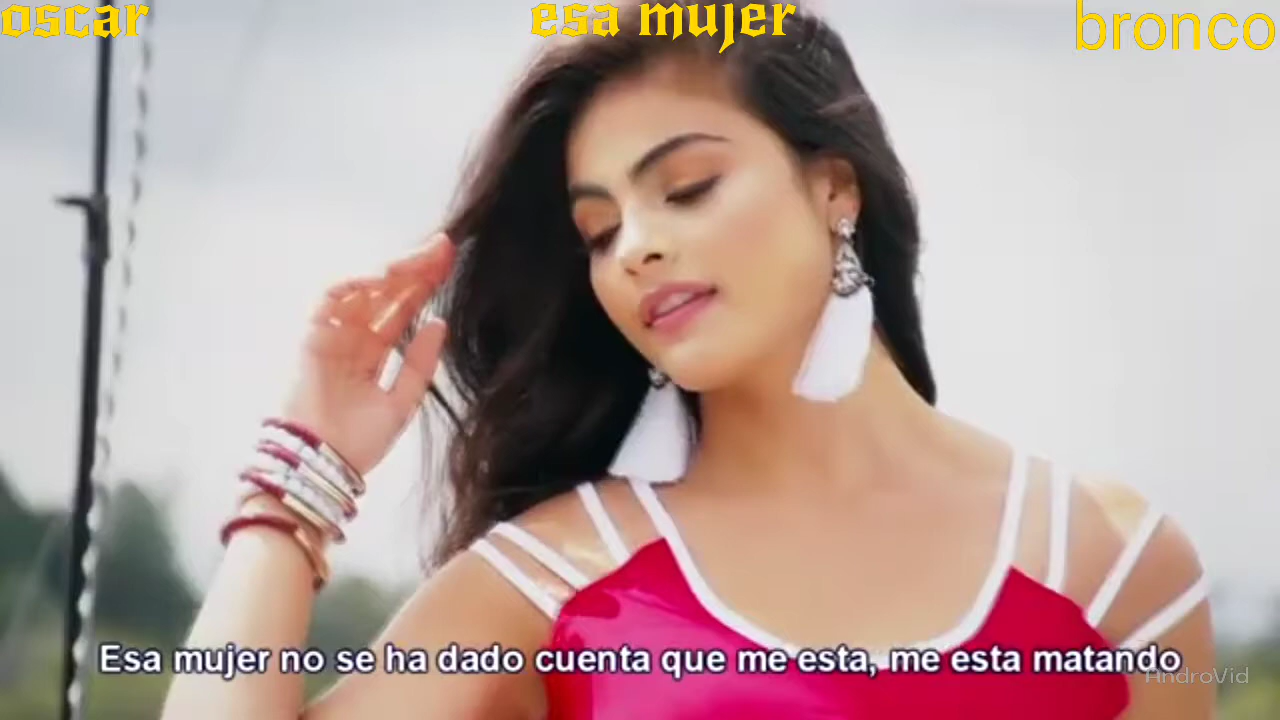 oscar
esa mujer
bronco
Esa mujer no se ha dado cuenta que me esta, me esta matando
AndroVid